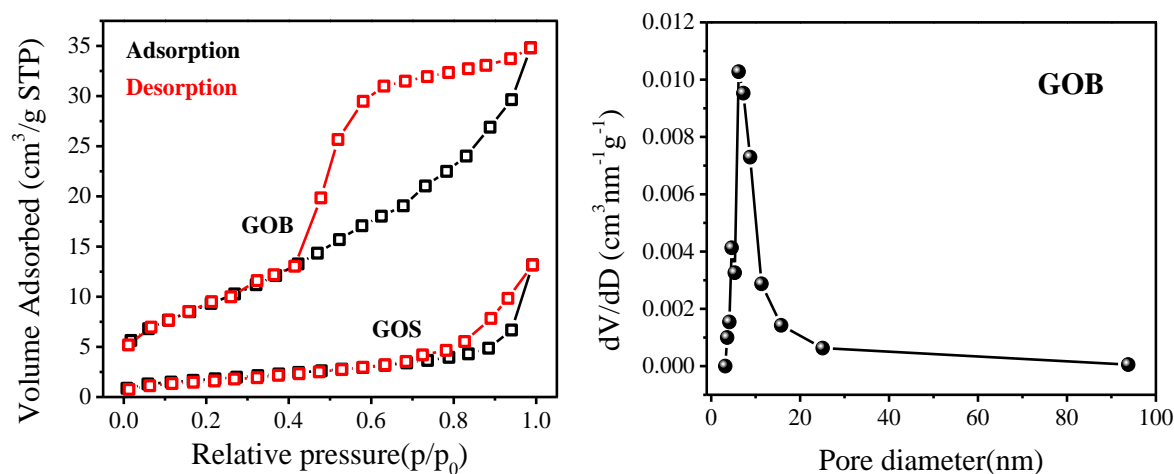 Volume Adsorbed (cm³/g STP)
35
30
25
20
15
10
5
0
Adsorption
Desorption
GOB
GOS
0.0 0.2 0.4 0.6 0.8 1.0
Relative pressure(p/p₀)
dV/dD (cm³nm⁻¹g⁻¹)
0.012
0.010
0.008
0.006
0.004
0.002
0.000
GOB
0 20 40 60 80 100
Pore diameter(nm)